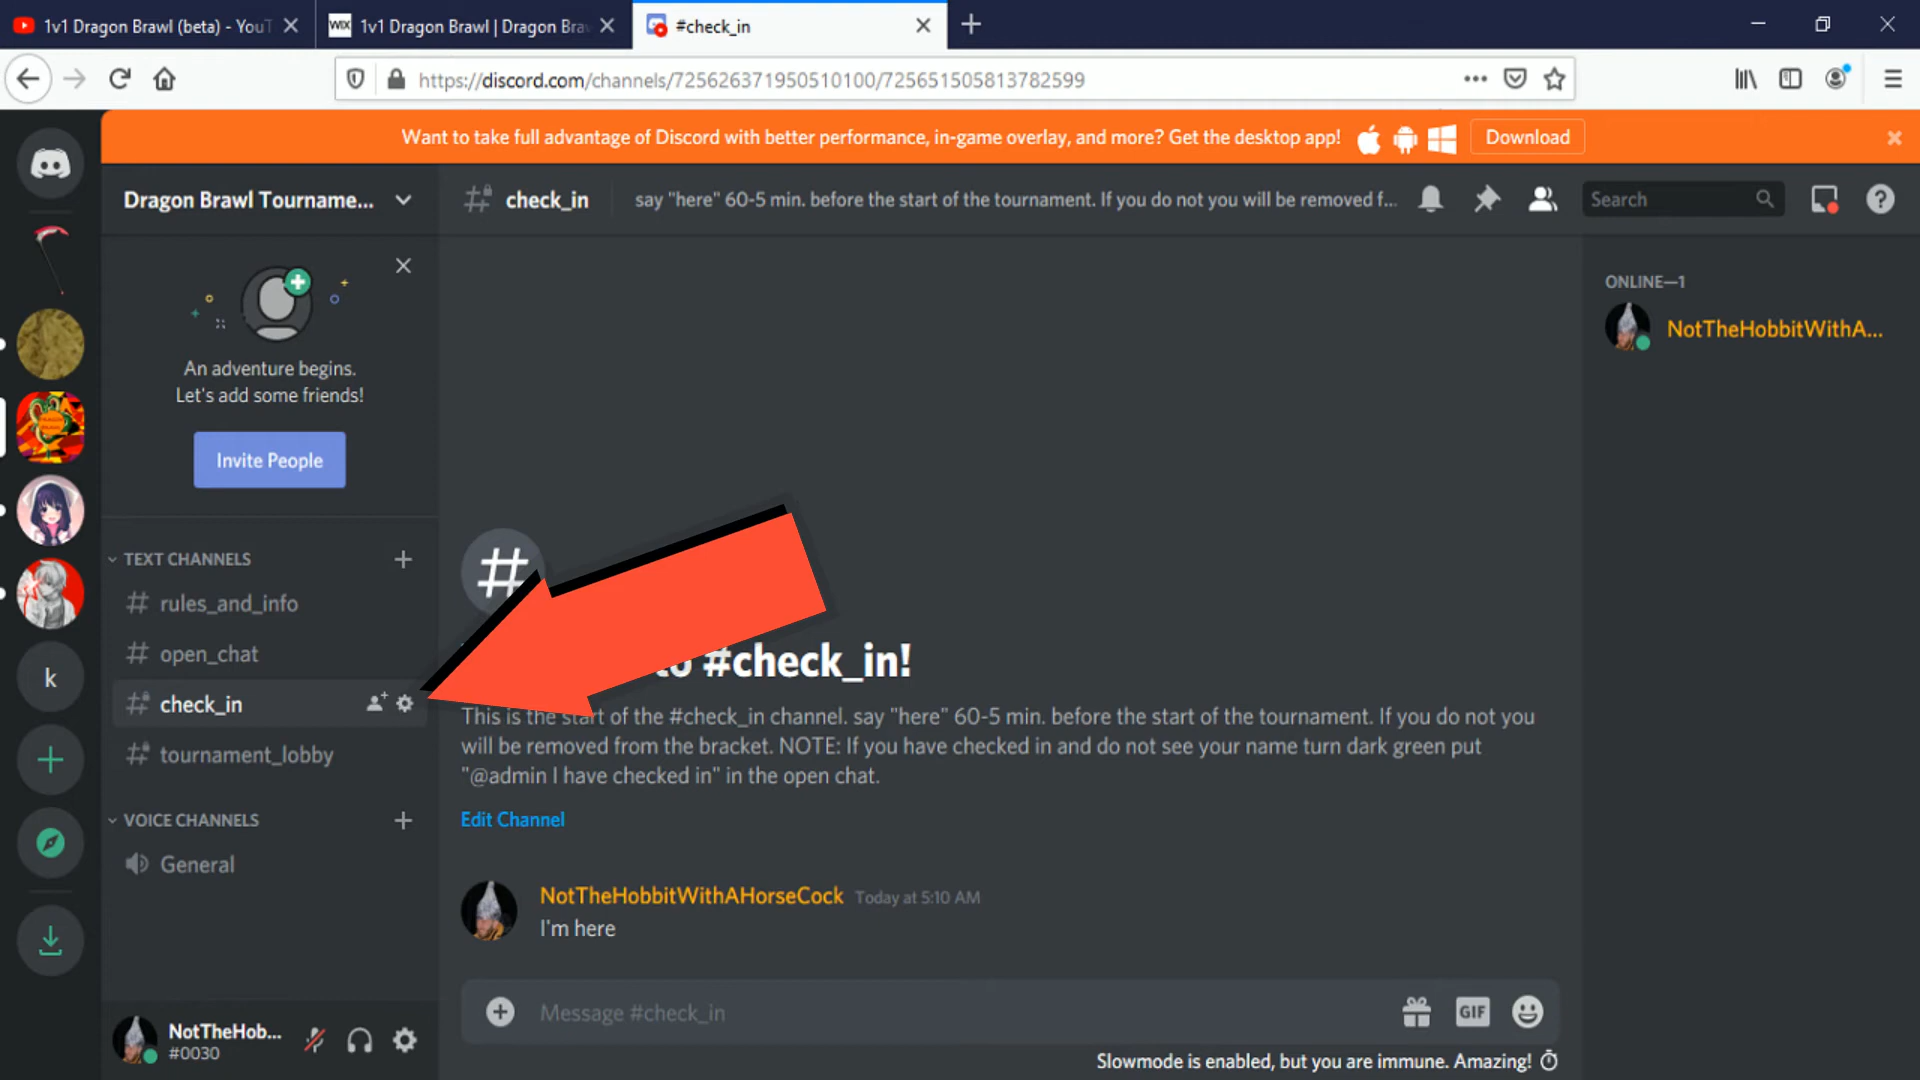 1v1 Dragon Brawl (beta) - YouT
WIX 1v1 Dragon Brawl | Dragon Bra
#check_in
https://discord.com/channels/725626371950510100/725651505813782599
Want to take full advantage of Discord with better performance, in-game overlay, and more? Get the desktop app!
Download
Dragon Brawl Tourname...
check_in
say "here" 60-5 min. before the start of the tournament. If you do not you will be removed f...
Search
ONLINE—1
NotTheHobbitWithA...
An adventure begins.
Let's add some friends!
Invite People
TEXT CHANNELS
# rules_and_info
# open_chat
# check_in
# tournament_lobby
VOICE CHANNELS
General
k
#
to #check_in!
This is the start of the #check_in channel. say "here" 60-5 min. before the start of the tournament. If you do not you
will be removed from the bracket. NOTE: If you have checked in and do not see your name turn dark green put
"@admin I have checked in" in the open chat.
Edit Channel
NotTheHobbitWithAHorseCock Today at 5:10 AM
I'm here
Message #check_in
GIF
NotTheHob...
#0030
Slowmode is enabled, but you are immune. Amazing!